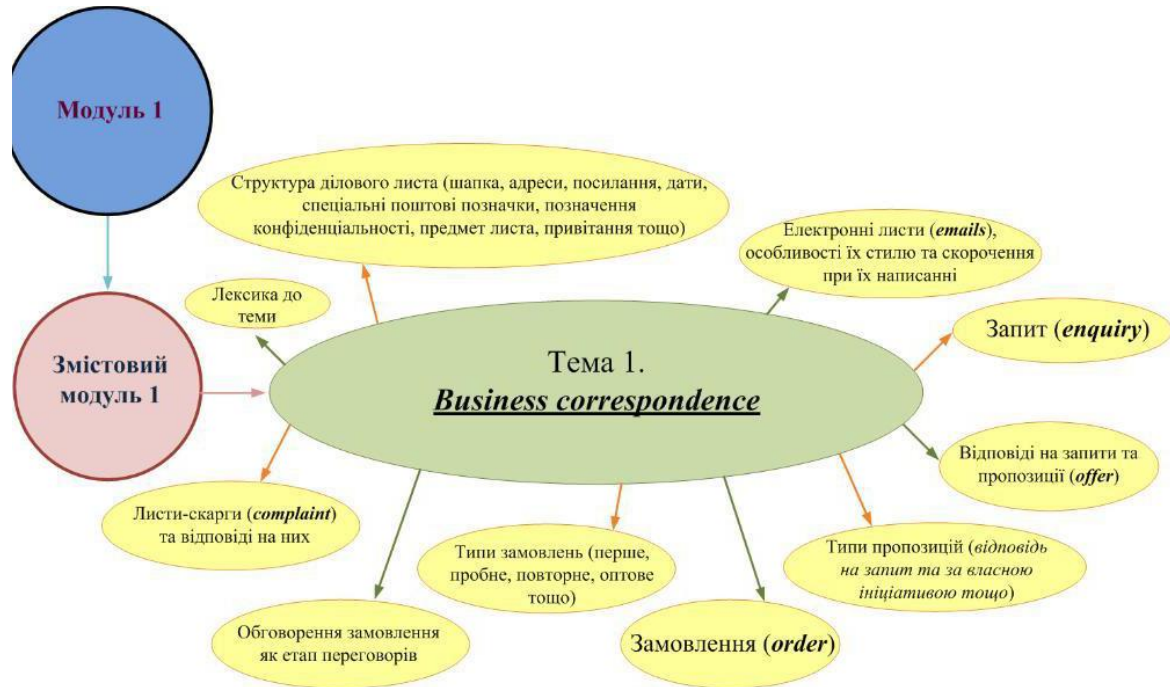 Модуль 1
Структура ділового листа (шапка, адреси, посилання, дати,
спеціальні поштові позначки, позначення
конфіденціальності, предмет листа, привітання тощо)
Електронні листи (emails),
особливості їх стилю та скорочення
при їх написанні
Лексика до
теми
Запит (enquiry)
Змістовий
модуль 1
Тема 1.
Business correspondence
Відповіді на запити та
пропозиції (offer)
Листи-скарги (complaint)
та відповіді на них
Типи замовлень (перше,
пробне, повторне, оптове
тощо)
Типи пропозицій (відповідь
на запит та за власною
ініціативою тощо)
Обговорення замовлення
як етап переговорів
Замовлення (order)